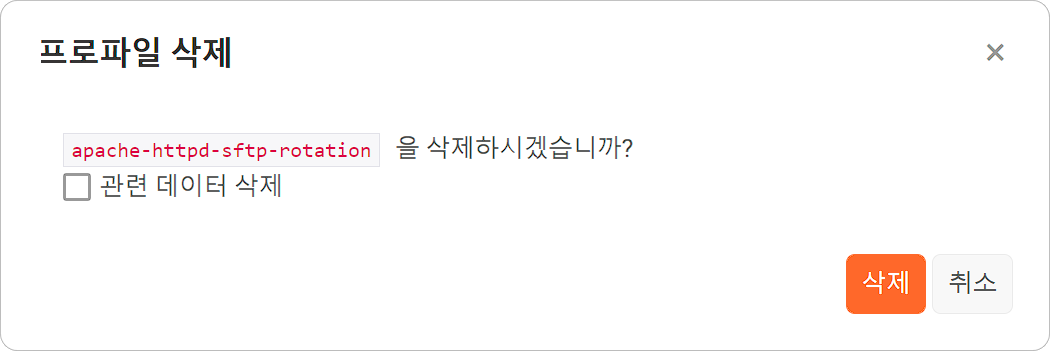 프로파일 삭제
×
apache-httpd-sftp-rotation 을 삭제하시겠습니까?
관련 데이터 삭제
삭제 취소